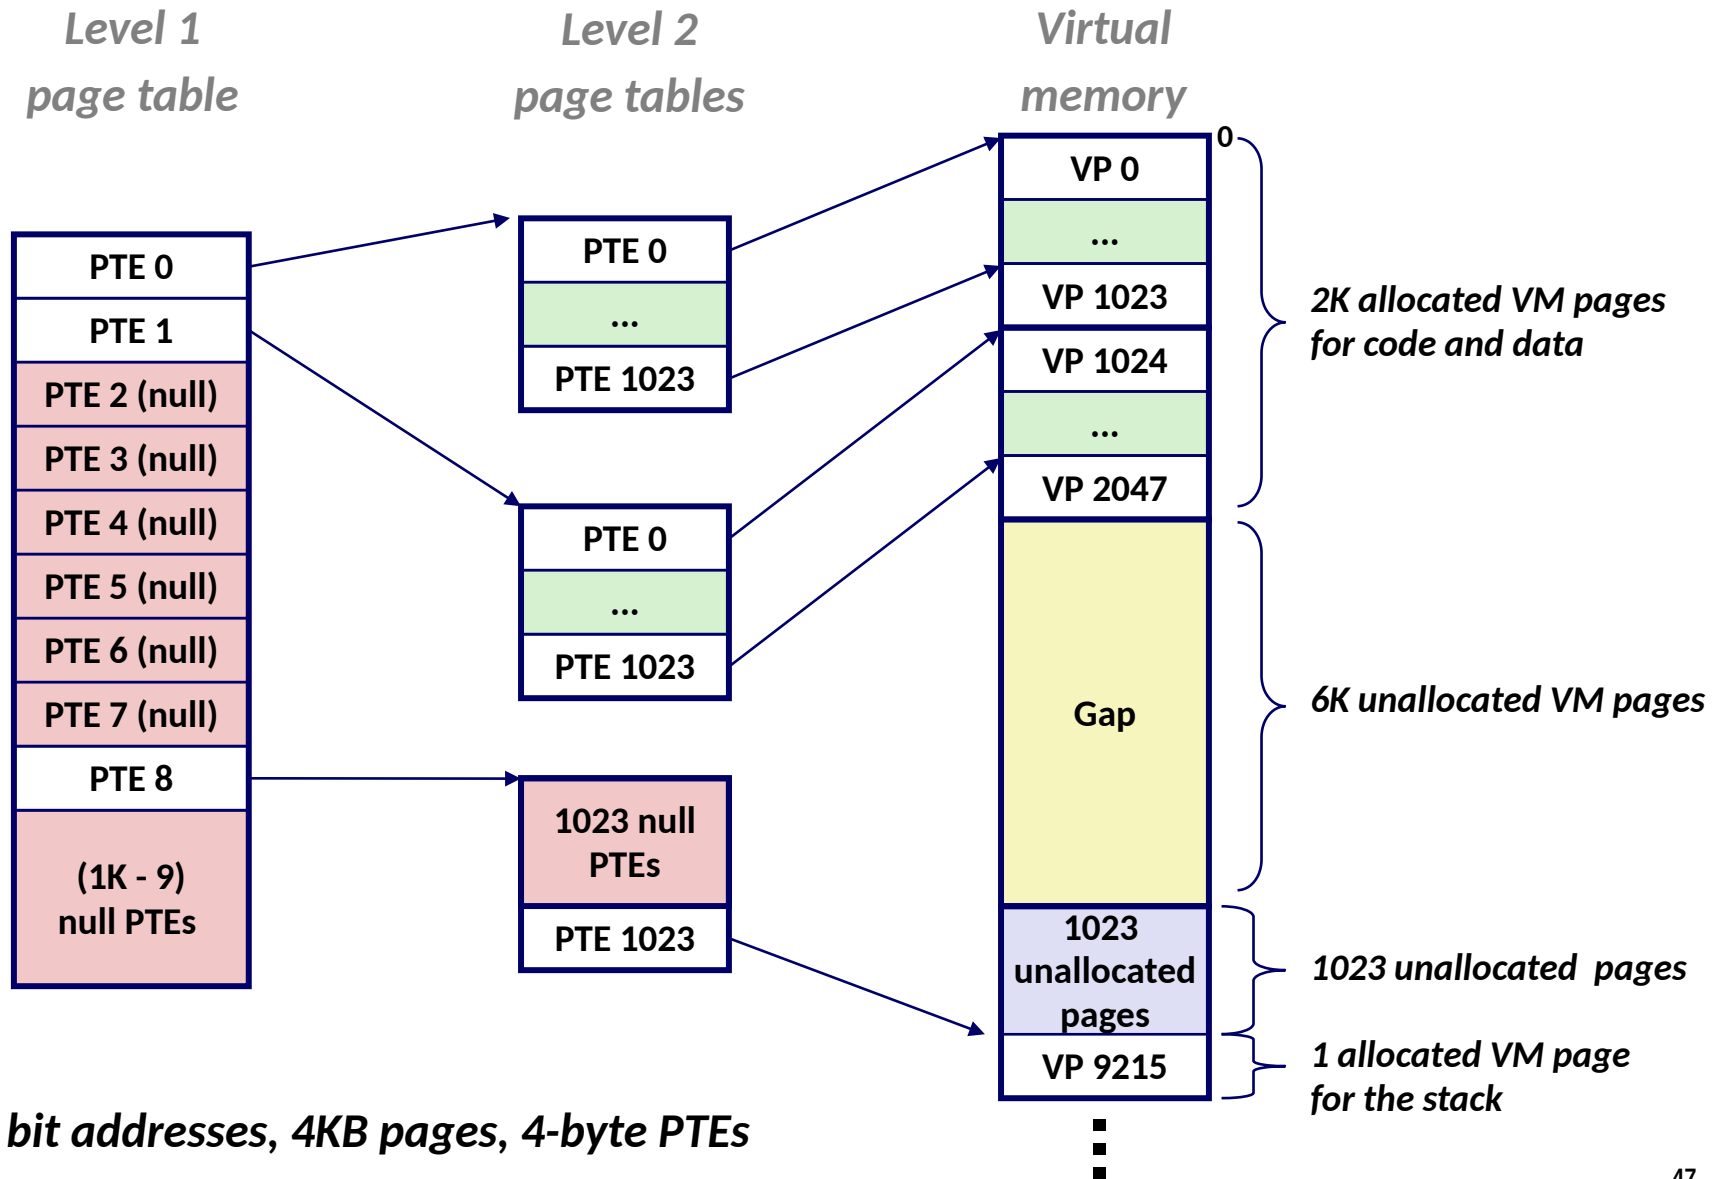 Level 1
page table
Level 2
page tables
Virtual
memory
PTE 0
PTE 1
PTE 2 (null)
PTE 3 (null)
PTE 4 (null)
PTE 5 (null)
PTE 6 (null)
PTE 7 (null)
PTE 8
(1K - 9)
null PTEs
PTE 0
...
PTE 1023
PTE 0
...
PTE 1023
1023 null
PTEs
PTE 1023
0
VP 0
...
VP 1023
VP 1024
...
VP 2047
Gap
1023
unallocated
pages
VP 9215
2K allocated VM pages
for code and data
6K unallocated VM pages
1023 unallocated  pages
1 allocated VM page
for the stack
bit addresses, 4KB pages, 4-byte PTEs
47